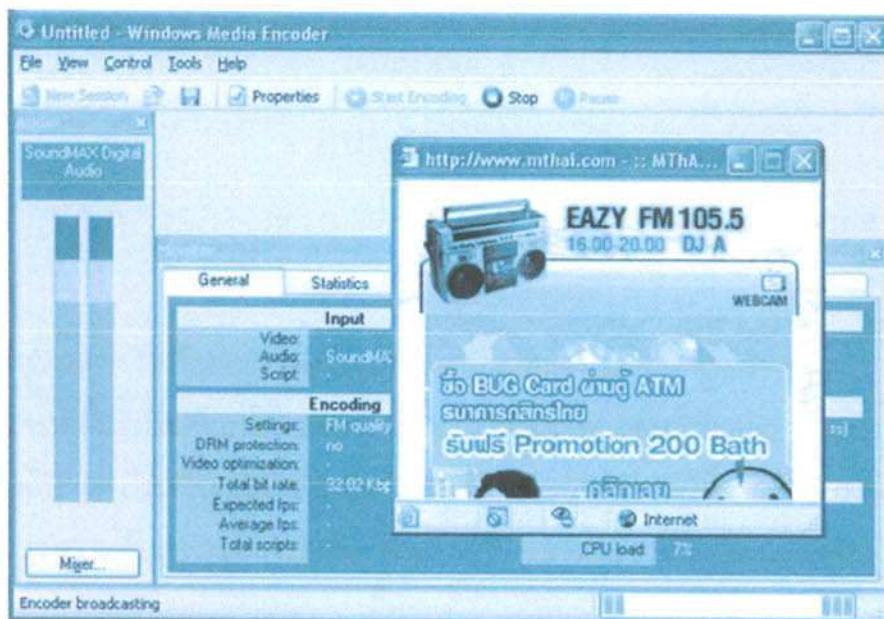 Untitled - Windows Media Encoder
File View Control Tools Help
New Session Properties Start Encoding Stop Pause
Audio
SoundMAX Digital
Audio
Mixer...
General Statistics
Input
Video: -
Audio: SoundMA
Script: -
Encoding
Settings: FM quality
DRM protection: no
Video optimization: -
Total bit rate: 32.02 Kbp
Expected fps: -
Average fps: -
Total scripts: -
CPU load: 7%
Encoder broadcasting
http://www.mthai.com - :: MThA...
EAZY FM 105.5
16.00-20.00 DJ A
WEBCAM
ซื้อ BUG Card ผ่านตู้ ATM
ธนาคารกสิกรไทย
รับฟรี Promotion 200 Bath
คลิกเลย
Internet